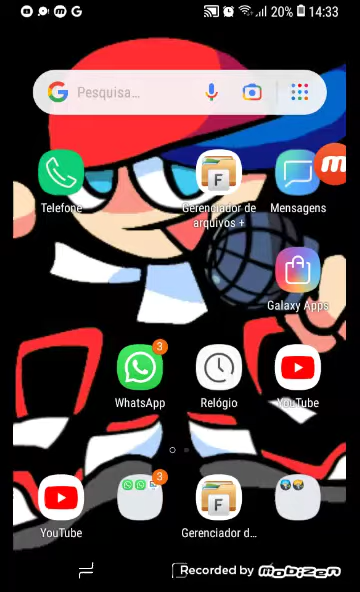 20% 14:33
Pesquisa...
Telefone
Gerenciador de
arquivos +
Mensagens
Galaxy Apps
3
WhatsApp
Relógio
YouTube
3
YouTube
Gerenciador d...
Recorded by mobizen